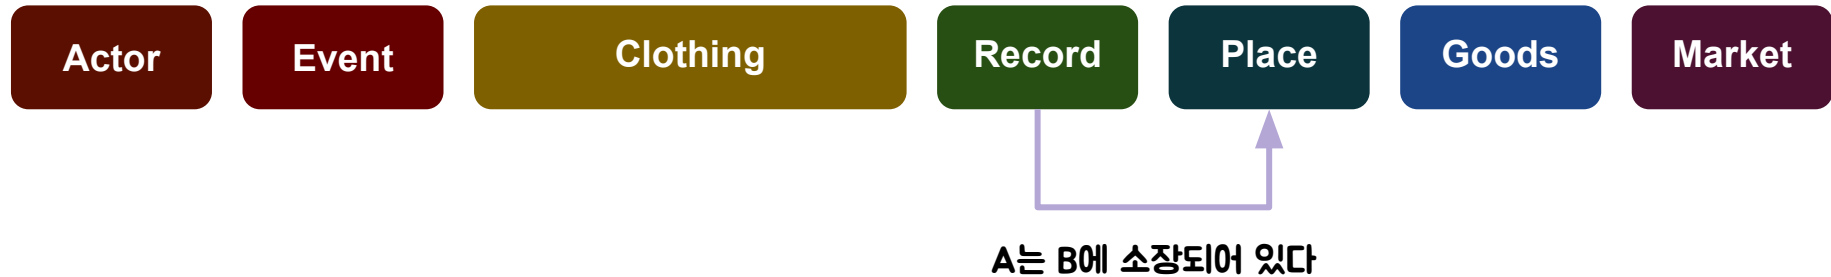 Actor Event Clothing Record Place Goods Market
A는 B에 소장되어 있다